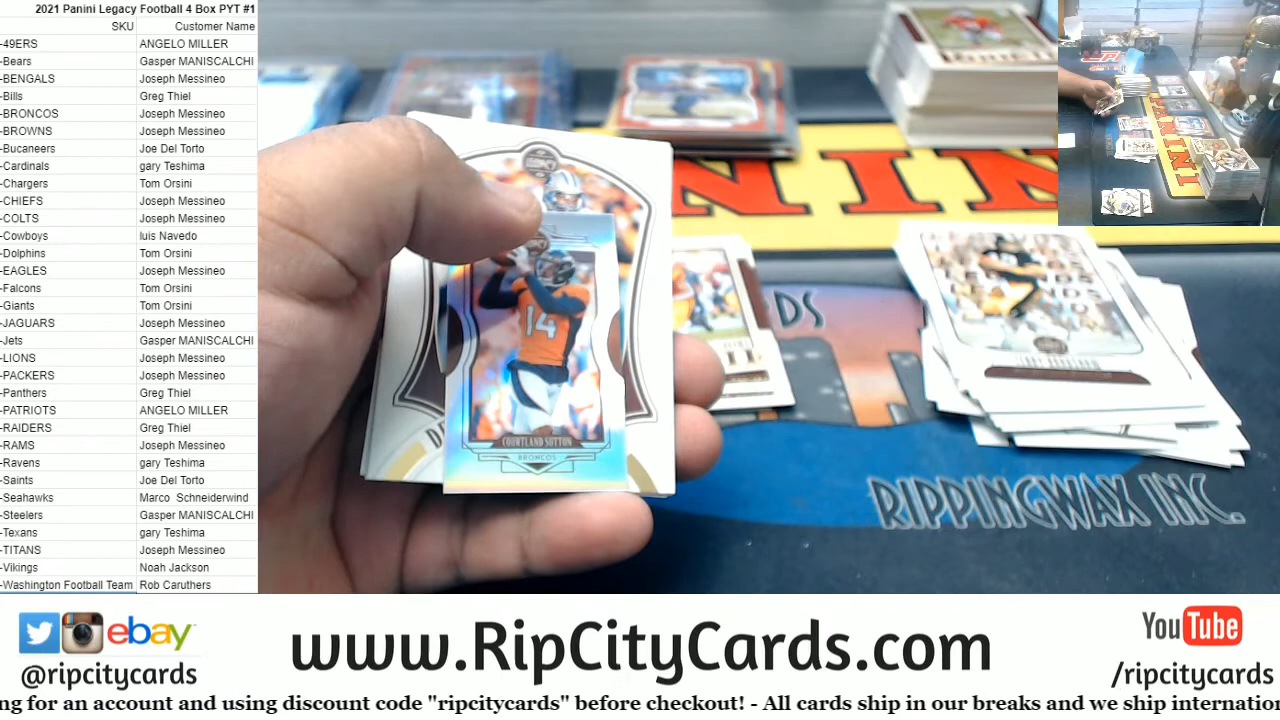 2021 Panini Legacy Football 4 Box PYT #1
SKU Customer Name
-49ERS ANGELO MILLER
-Bears Gasper MANISCALCHI
-BENGALS Joseph Messineo
-Bills Greg Thiel
-BRONCOS Joseph Messineo
-BROWNS Joseph Messineo
-Bucaneers Joe Del Torto
-Cardinals gary Teshima
-Chargers Tom Orsini
-CHIEFS Joseph Messineo
-COLTS Joseph Messineo
-Cowboys luis Navedo
-Dolphins Tom Orsini
-EAGLES Joseph Messineo
-Falcons Tom Orsini
-Giants Tom Orsini
-JAGUARS Joseph Messineo
-Jets Gasper MANISCALCHI
-LIONS Joseph Messineo
-PACKERS Joseph Messineo
-Panthers Greg Thiel
-PATRIOTS ANGELO MILLER
-RAIDERS Greg Thiel
-RAMS Joseph Messineo
-Ravens gary Teshima
-Saints Joe Del Torto
-Seahawks Marco Schneiderwind
-Steelers Gasper MANISCALCHI
-Texans gary Teshima
-TITANS Joseph Messineo
-Vikings Noah Jackson
-Washington Football Team Rob Caruthers
14
COURTLAND SUTTON
BRONCOS
DS
RIPPINGWAX INC.
ebay
@ripcitycards
www.RipCityCards.com
YouTube
/ripcitycards
ng for an account and using discount code "ripcitycards" before checkout! - All cards ship in our breaks and we ship internation